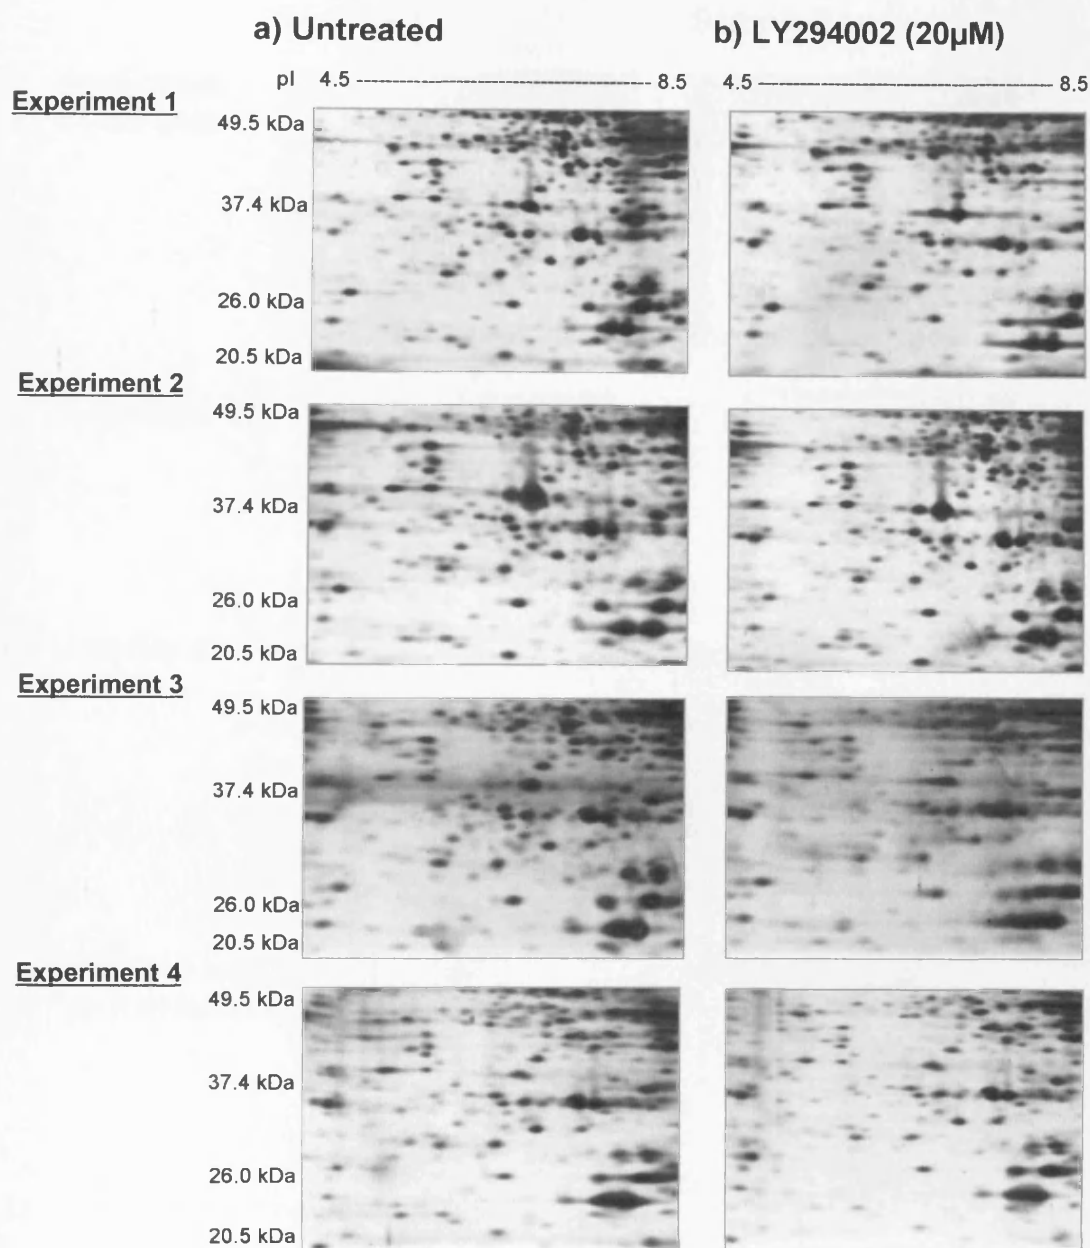 a) Untreated
b) LY294002 (20µM)
pI 4.5 ---------------------------------------- 8.5
4.5 ---------------------------------------- 8.5
Experiment 1
49.5 kDa
37.4 kDa
26.0 kDa
20.5 kDa
Experiment 2
49.5 kDa
37.4 kDa
26.0 kDa
20.5 kDa
Experiment 3
49.5 kDa
37.4 kDa
26.0 kDa
20.5 kDa
Experiment 4
49.5 kDa
37.4 kDa
26.0 kDa
20.5 kDa